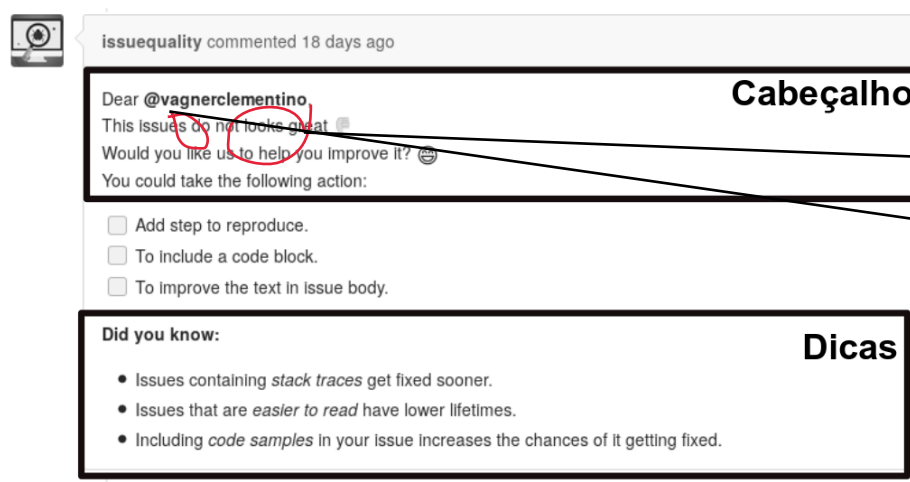 issuequality commented 18 days ago
Cabeçalho
Dear @vagnerclementino,
This issues do not looks great
Would you like us to help you improve it?
You could take the following action:
Add step to reproduce.
To include a code block.
To improve the text in issue body.
Did you know:
Dicas
Issues containing stack traces get fixed sooner.
Issues that are easier to read have lower lifetimes.
Including code samples in your issue increases the chances of it getting fixed.